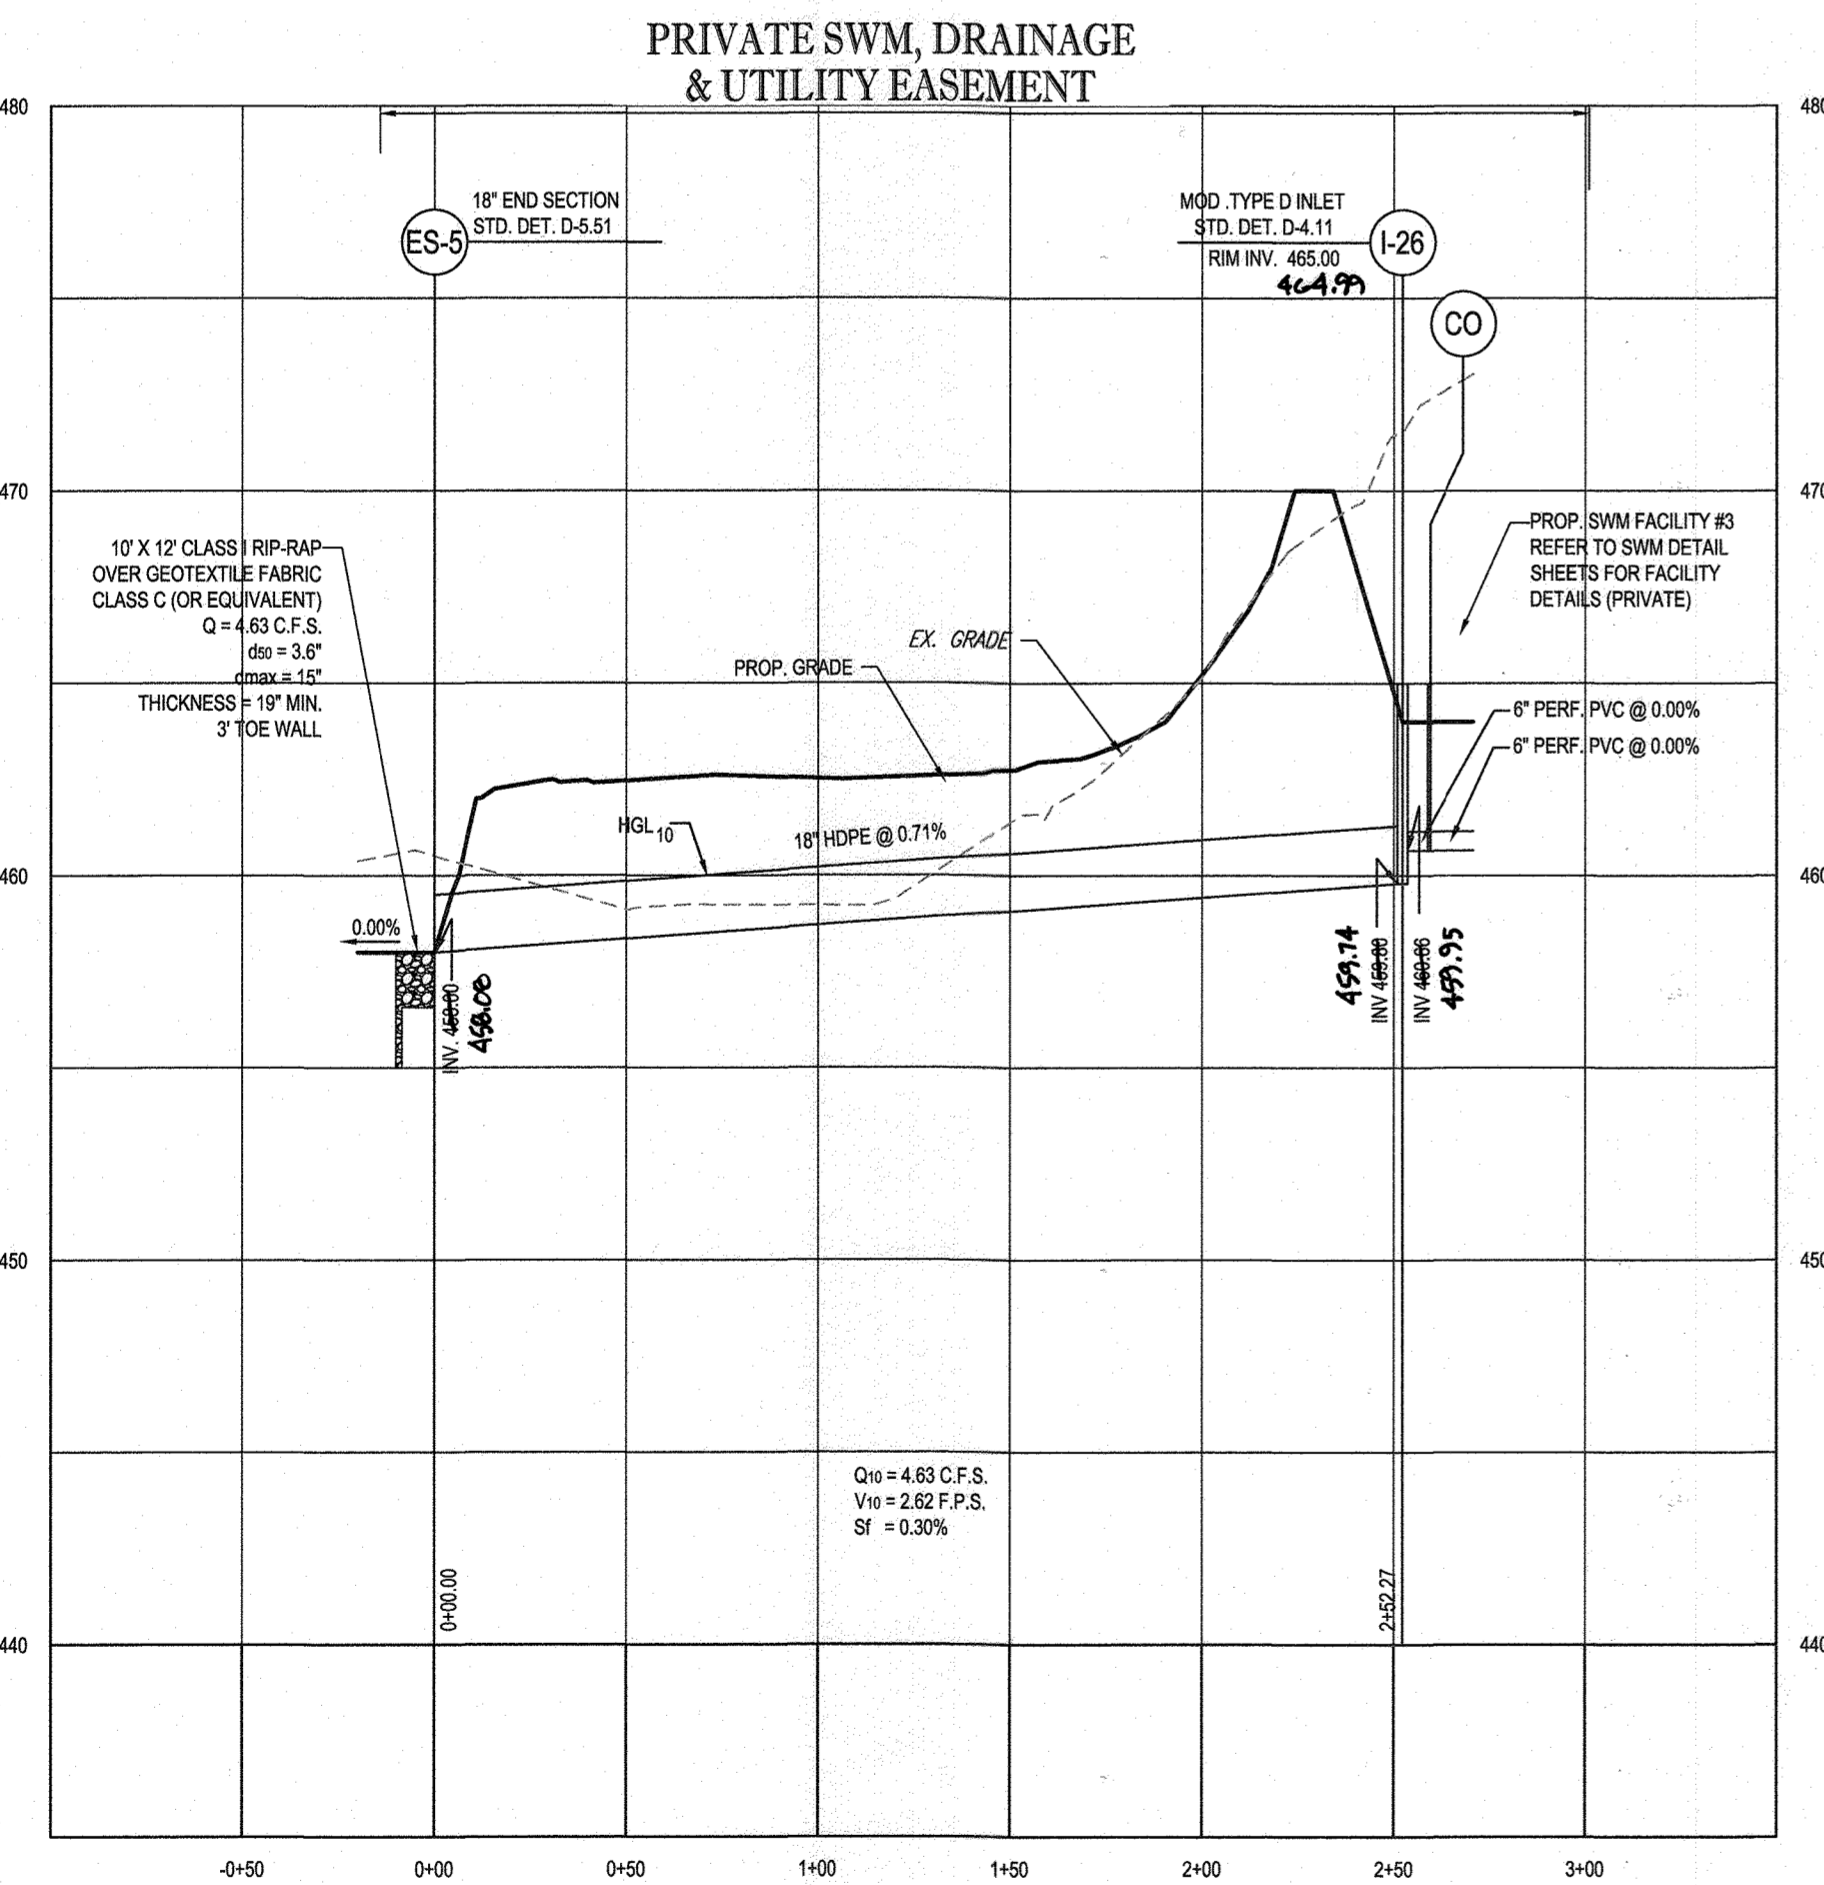 PRIVATE SWM, DRAINAGE
& UTILITY EASEMENT
480
480
18" END SECTION
STD. DET. D-5.51
ES-5
MOD .TYPE D INLET
STD. DET. D-4.11
RIM INV. 465.00
464.99
I-26
CO
470
470
10' X 12' CLASS I RIP-RAP
OVER GEOTEXTILE FABRIC
CLASS C (OR EQUIVALENT)
Q = 4.63 C.F.S.
d50 = 3.6"
dmax = 15"
THICKNESS = 19" MIN.
3' TOE WALL
PROP. SWM FACILITY #3
REFER TO SWM DETAIL
SHEETS FOR FACILITY
DETAILS (PRIVATE)
EX. GRADE
PROP. GRADE
6" PERF. PVC @ 0.00%
6" PERF. PVC @ 0.00%
HGL10
18" HDPE @ 0.71%
460
460
0.00%
INV. 458.00
458.08
459.74
INV 459.80
INV 460.66
459.95
450
450
Q10 = 4.63 C.F.S.
V10 = 2.62 F.P.S.
Sf = 0.30%
0+00.00
2+52.27
440
440
-0+50
0+00
0+50
1+00
1+50
2+00
2+50
3+00